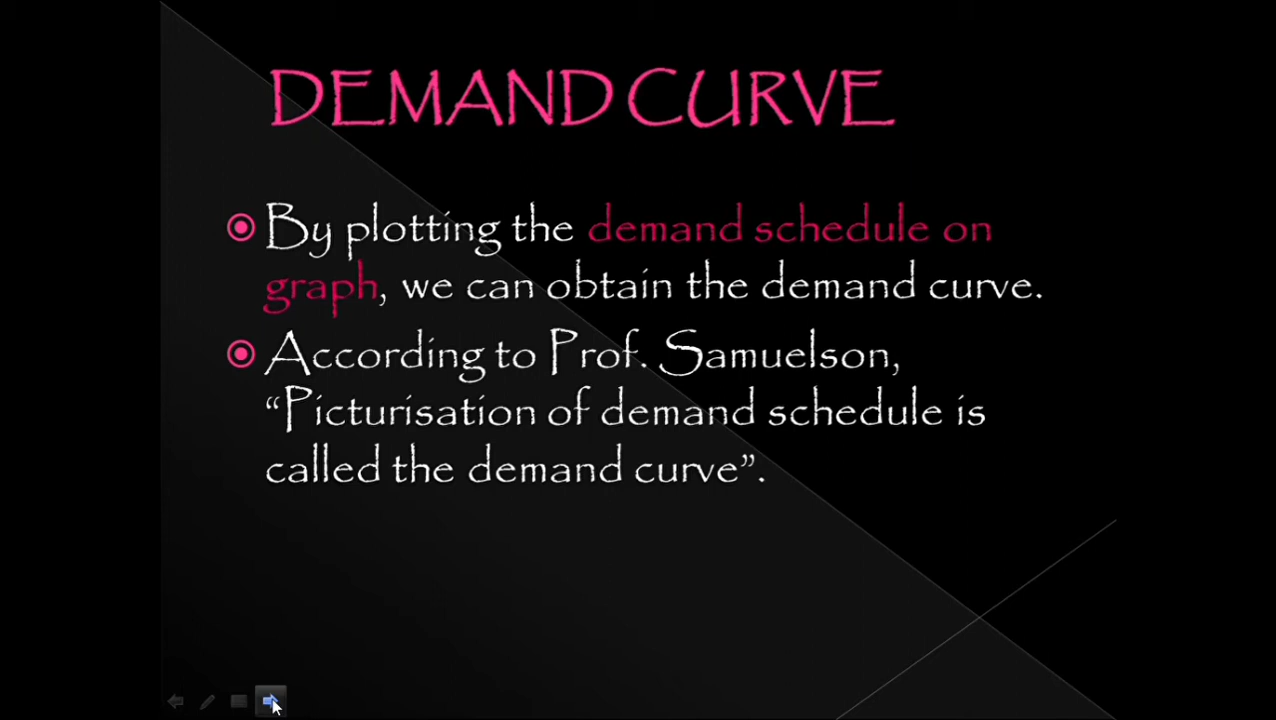 DEMAND CURVE
By plotting the demand schedule on
graph, we can obtain the demand curve.
According to Prof. Samuelson,
“Picturisation of demand schedule is
called the demand curve”.